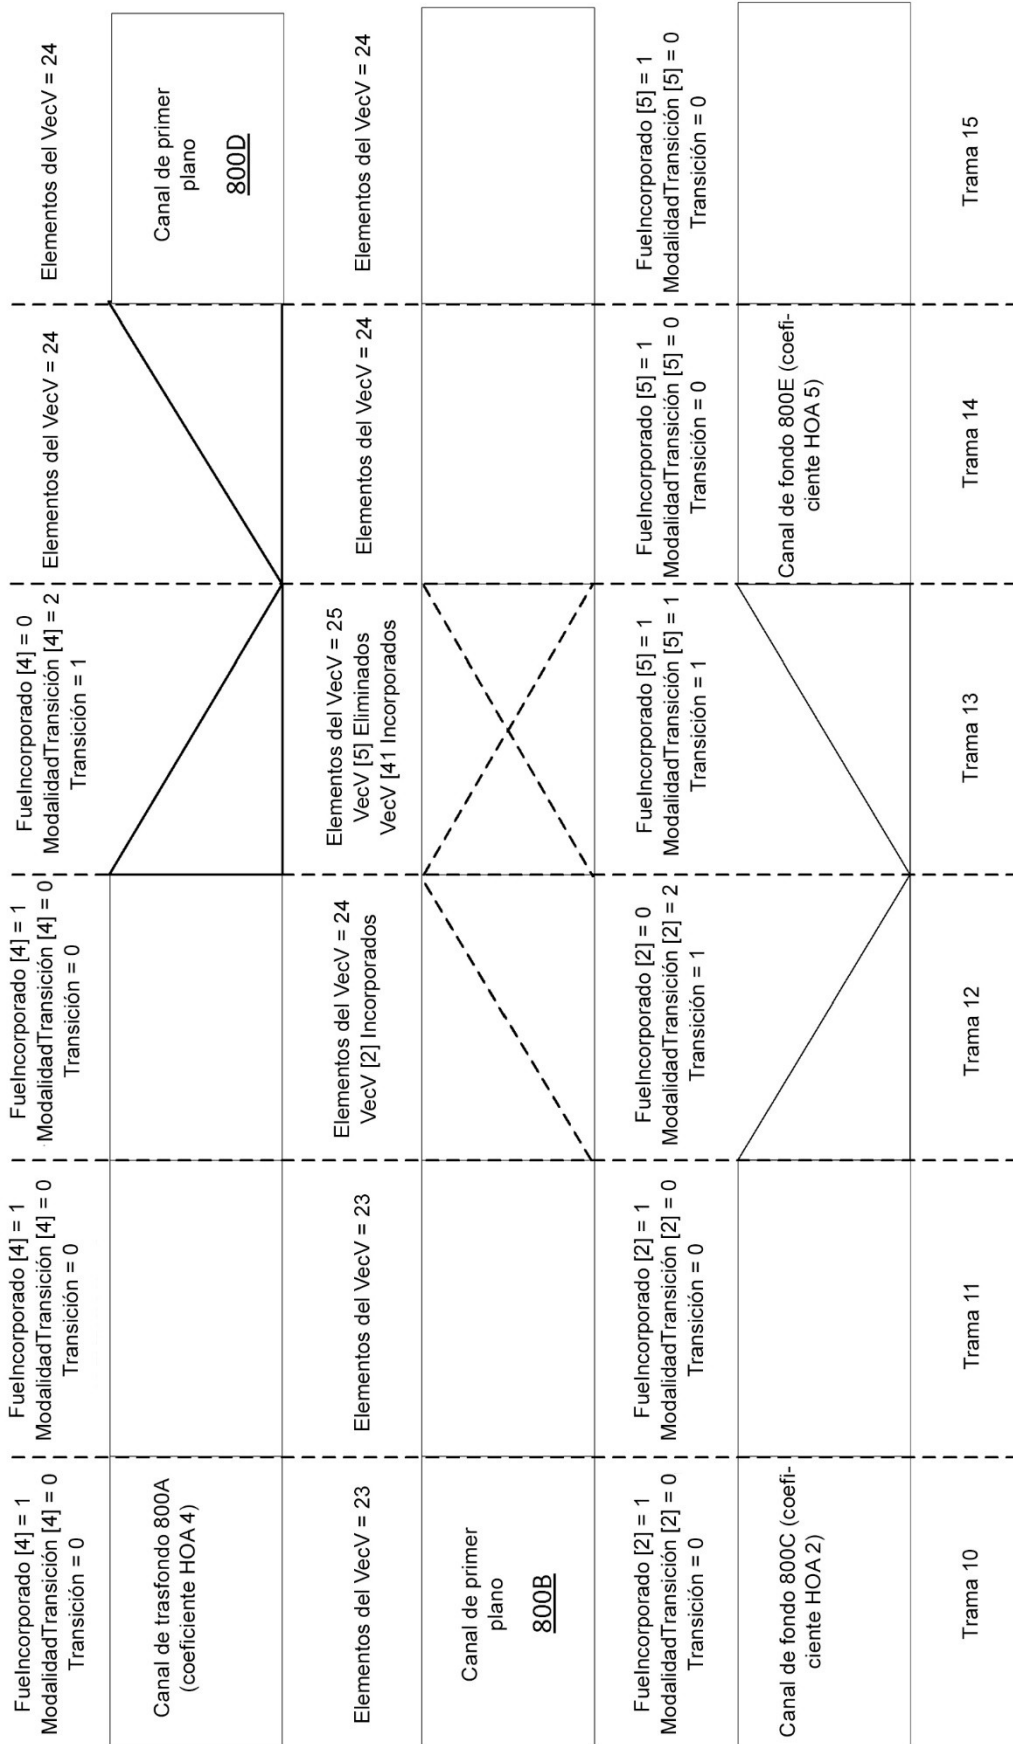 FueIncorporado [4] = 1
ModalidadTransición [4] = 0
Transición = 0
FueIncorporado [4] = 1
ModalidadTransición [4] = 0
Transición = 0
FueIncorporado [4] = 1
ModalidadTransición [4] = 0
Transición = 0
FueIncorporado [4] = 0
ModalidadTransición [4] = 2
Transición = 1
Elementos del VecV = 24
Elementos del VecV = 24
Canal de trasfondo 800A
(coeficiente HOA 4)
Canal de primer
plano
800D
Elementos del VecV = 23
Elementos del VecV = 23
Elementos del VecV = 24
VecV [2] Incorporados
Elementos del VecV = 25
VecV [5] Eliminados
VecV [41 Incorporados
Elementos del VecV = 24
Elementos del VecV = 24
Canal de primer
plano
800B
FueIncorporado [2] = 1
ModalidadTransición [2] = 0
Transición = 0
FueIncorporado [2] = 1
ModalidadTransición [2] = 0
Transición = 0
FueIncorporado [2] = 0
ModalidadTransición [2] = 2
Transición = 1
FueIncorporado [5] = 1
ModalidadTransición [5] = 1
Transición = 1
FueIncorporado [5] = 1
ModalidadTransición [5] = 0
Transición = 0
FueIncorporado [5] = 1
ModalidadTransición [5] = 0
Transición = 0
Canal de fondo 800C (coefi-
ciente HOA 2)
Canal de fondo 800E (coefi-
ciente HOA 5)
Trama 10
Trama 11
Trama 12
Trama 13
Trama 14
Trama 15